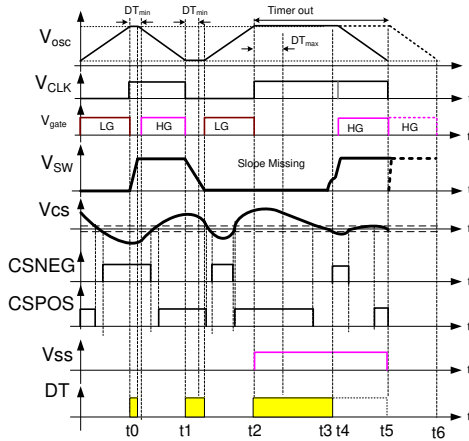 DTmin DTmin Timer out
Vosc DTmax t
VCLK t
Vgate LG HG LG HG HG t
VSW Slope Missing t
VCS t
CSNEG t
CSPOS t
VSS t
DT t
t0 t1 t2 t3 t4 t5 t6